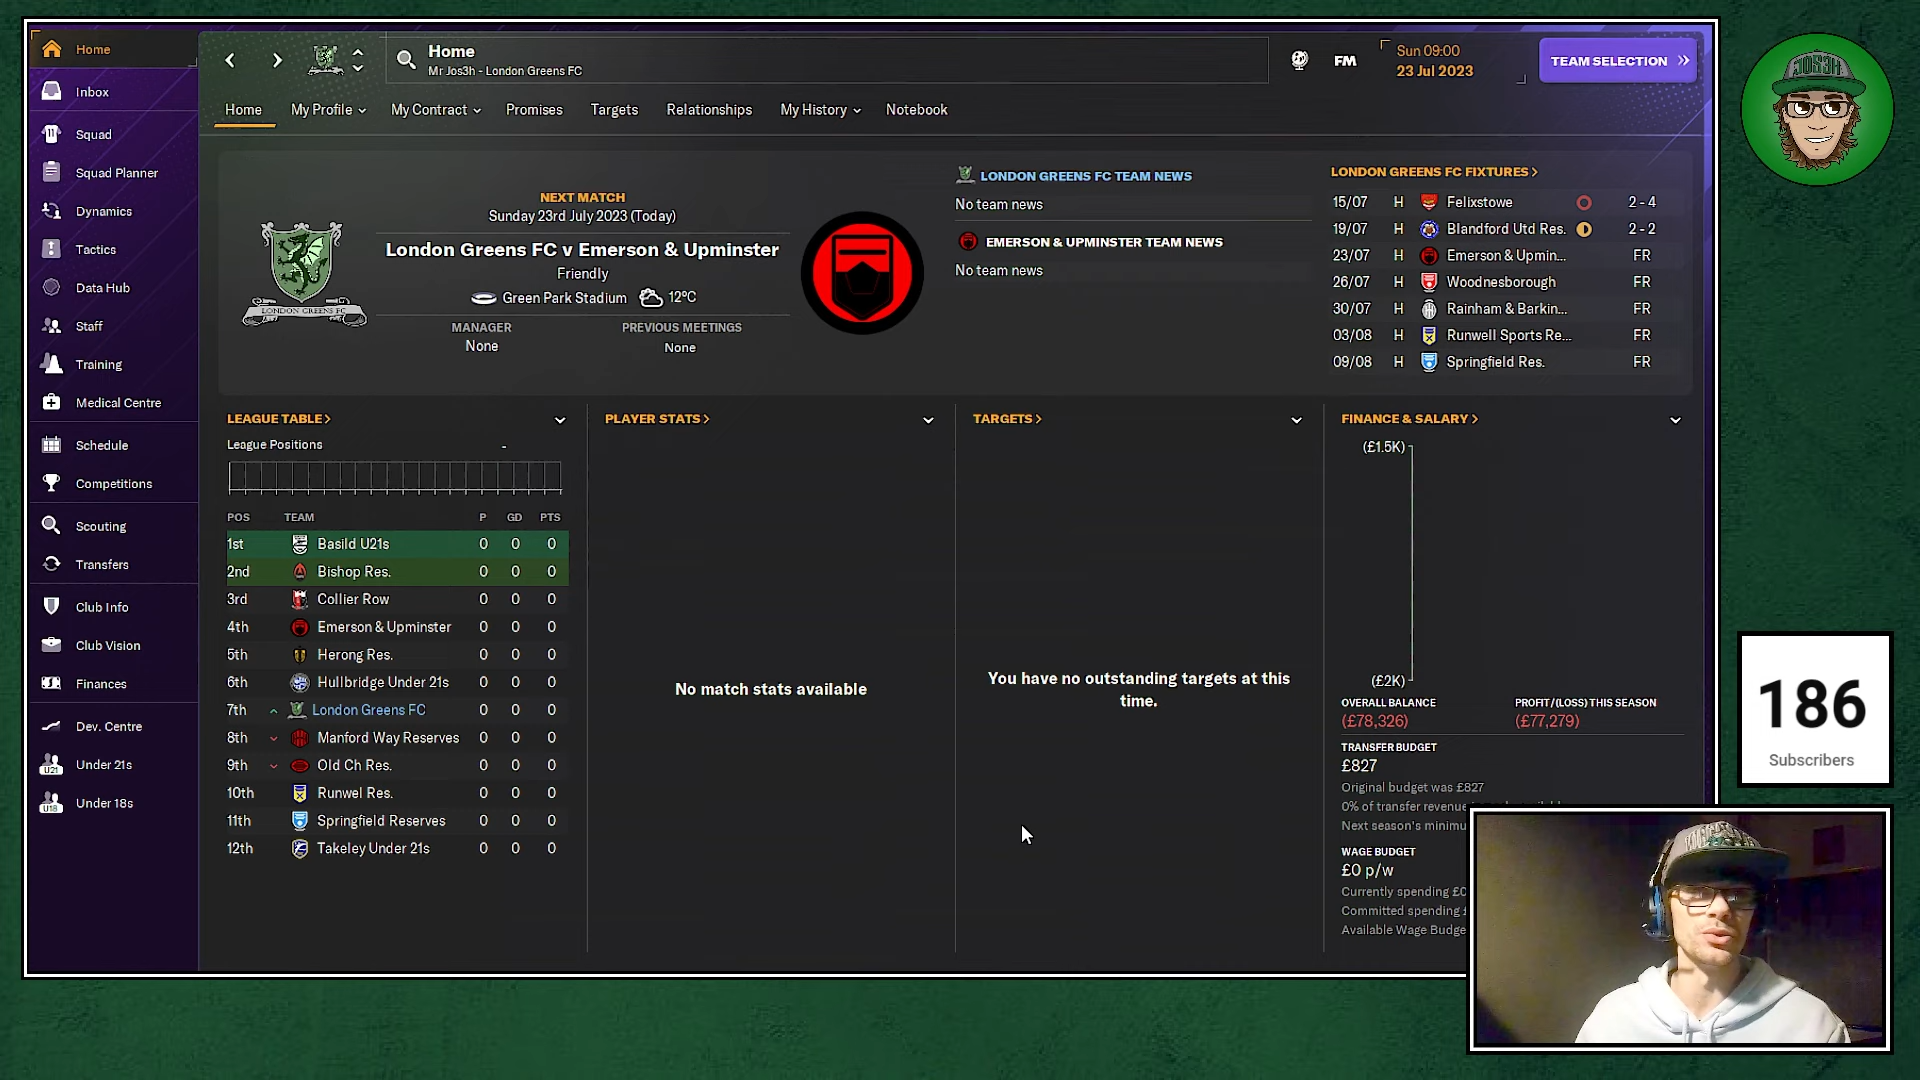 Home
Mr Jos3h - London Greens FC
FM
Sun 09:00
23 Jul 2023
TEAM SELECTION
JOS3H
Home
Inbox
Squad
Squad Planner
Dynamics
Tactics
Data Hub
Staff
Training
Medical Centre
Schedule
Competitions
Scouting
Transfers
Club Info
Club Vision
Finances
Dev. Centre
U21 Under 21s
U18 Under 18s
Home My Profile My Contract Promises Targets Relationships My History Notebook
LONDON GREENS FC
NEXT MATCH
Sunday 23rd July 2023 (Today)
London Greens FC v Emerson & Upminster
Friendly
Green Park Stadium 12°C
MANAGER PREVIOUS MEETINGS
None None
LONDON GREENS FC TEAM NEWS
No team news
EMERSON & UPMINSTER TEAM NEWS
No team news
LONDON GREENS FC FIXTURES >
15/07 H Felixstowe 2 - 4
19/07 H Blandford Utd Res. 2 - 2
23/07 H Emerson & Upmin... FR
26/07 H Woodnesborough FR
30/07 H Rainham & Barkin... FR
03/08 H Runwell Sports Re... FR
09/08 H Springfield Res. FR
LEAGUE TABLE >
League Positions -
POS TEAM P GD PTS
1st Basild U21s 0 0 0
2nd Bishop Res. 0 0 0
3rd Collier Row 0 0 0
4th Emerson & Upminster 0 0 0
5th Herong Res. 0 0 0
6th Hullbridge Under 21s 0 0 0
7th London Greens FC 0 0 0
8th Manford Way Reserves 0 0 0
9th Old Ch Res. 0 0 0
10th Runwel Res. 0 0 0
11th Springfield Reserves 0 0 0
12th Takeley Under 21s 0 0 0
PLAYER STATS >
No match stats available
TARGETS >
You have no outstanding targets at this
time.
FINANCE & SALARY >
(£1.5K)
(£2K)
OVERALL BALANCE PROFIT/(LOSS) THIS SEASON
(£78,326) (£77,279)
TRANSFER BUDGET
£827
Original budget was £827
0% of transfer revenue
Next season's minimu
WAGE BUDGET
£0 p/w
Currently spending £0
Committed spending £
Available Wage Budge
186
Subscribers